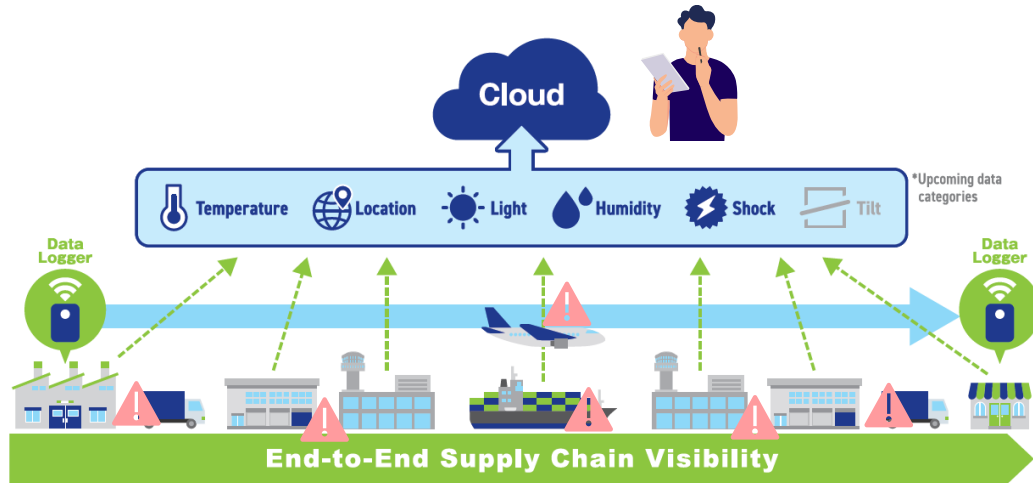 Cloud
*Upcoming data
categories
Temperature
Location
Light
Humidity
Shock
Tilt
Data
Logger
Data
Logger
End-to-End Supply Chain Visibility